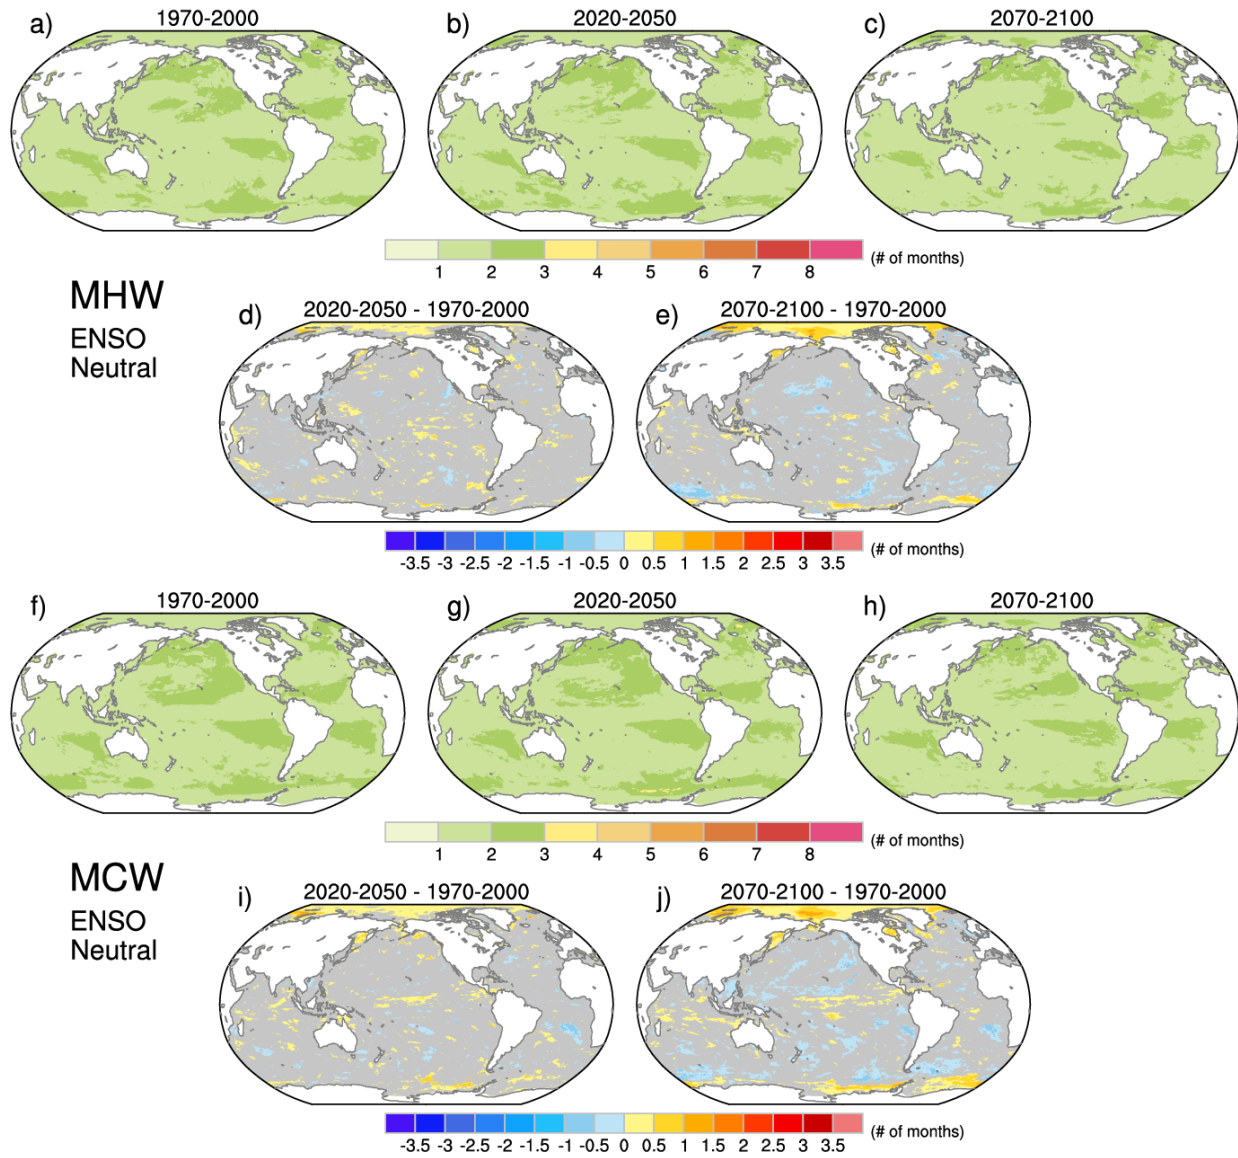 a) 1970-2000
b) 2020-2050
c) 2070-2100
1 2 3 4 5 6 7 8 (# of months)
MHW
ENSO
Neutral
d) 2020-2050 - 1970-2000
e) 2070-2100 - 1970-2000
-3.5 -3 -2.5 -2 -1.5 -1 -0.5 0 0.5 1 1.5 2 2.5 3 3.5 (# of months)
f) 1970-2000
g) 2020-2050
h) 2070-2100
1 2 3 4 5 6 7 8 (# of months)
MCW
ENSO
Neutral
i) 2020-2050 - 1970-2000
j) 2070-2100 - 1970-2000
-3.5 -3 -2.5 -2 -1.5 -1 -0.5 0 0.5 1 1.5 2 2.5 3 3.5 (# of months)